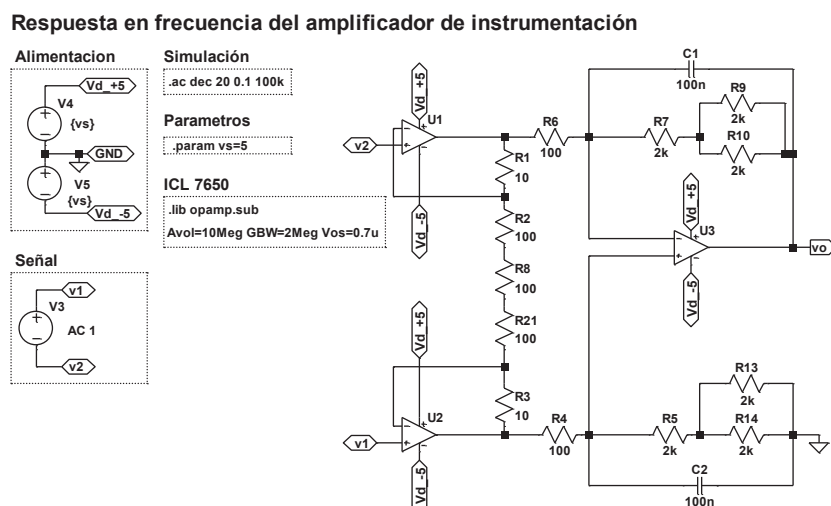 Respuesta en frecuencia del amplificador de instrumentación
Alimentacion
Vd_+5
V4
{vs}
GND
V5
{vs}
Vd_-5
Simulación
.ac dec 20 0.1 100k
Parametros
.param vs=5
ICL 7650
.lib opamp.sub
Avol=10Meg GBW=2Meg Vos=0.7u
Señal
v1
V3
AC 1
v2
Vd_+5
U1
v2
Vd_-5
R1
10
R2
100
R8
100
R21
100
R3
10
Vd_+5
U2
v1
Vd_-5
R6
100
C1
100n
R7
2k
R9
2k
R10
2k
Vd_+5
U3
vo
Vd_-5
R4
100
R5
2k
R13
2k
R14
2k
C2
100n